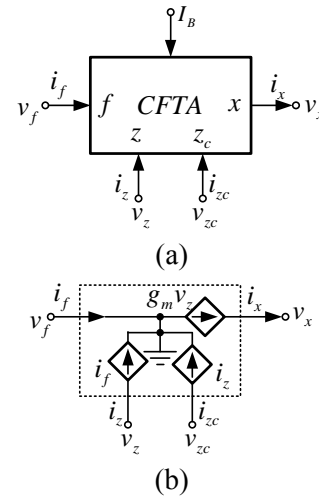 I_B
i_f i_x
v_f f CFTA x v_x
z z_c
i_z i_zc
v_z v_zc
(a)
i_f g_m v_z i_x
v_f v_x
i_f i_z
i_z i_zc
v_z v_zc
(b)